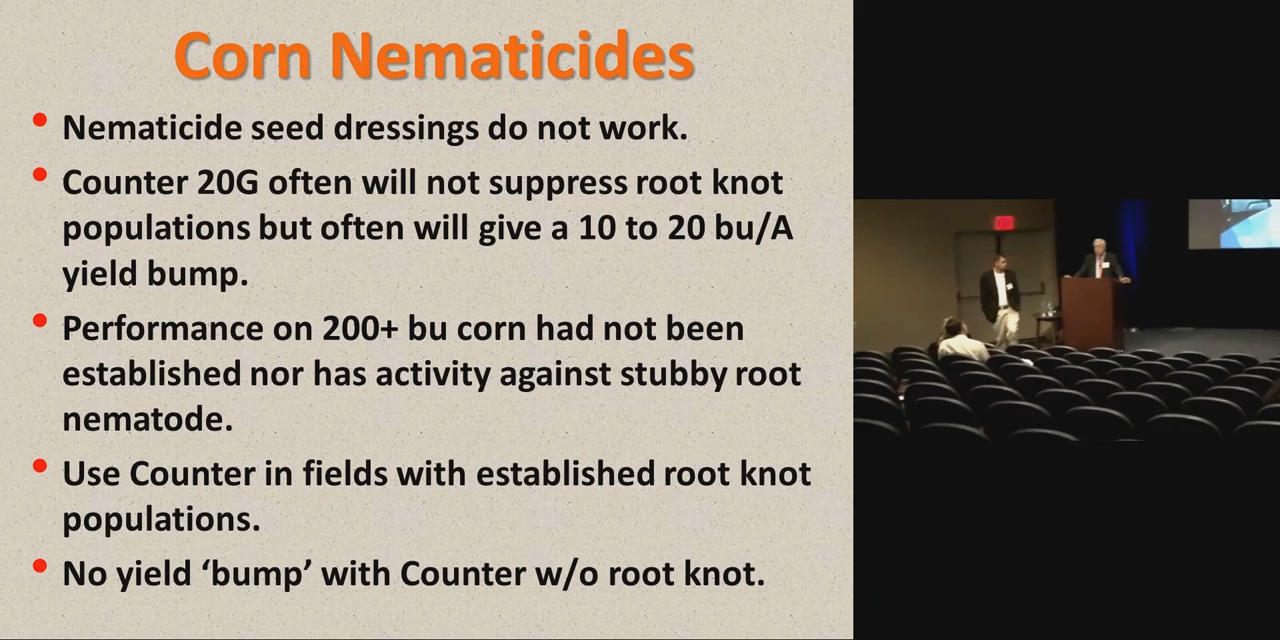 Corn Nematicides
Nematicide seed dressings do not work.
Counter 20G often will not suppress root knot
populations but often will give a 10 to 20 bu/A
yield bump.
Performance on 200+ bu corn had not been
established nor has activity against stubby root
nematode.
Use Counter in fields with established root knot
populations.
No yield ‘bump’ with Counter w/o root knot.